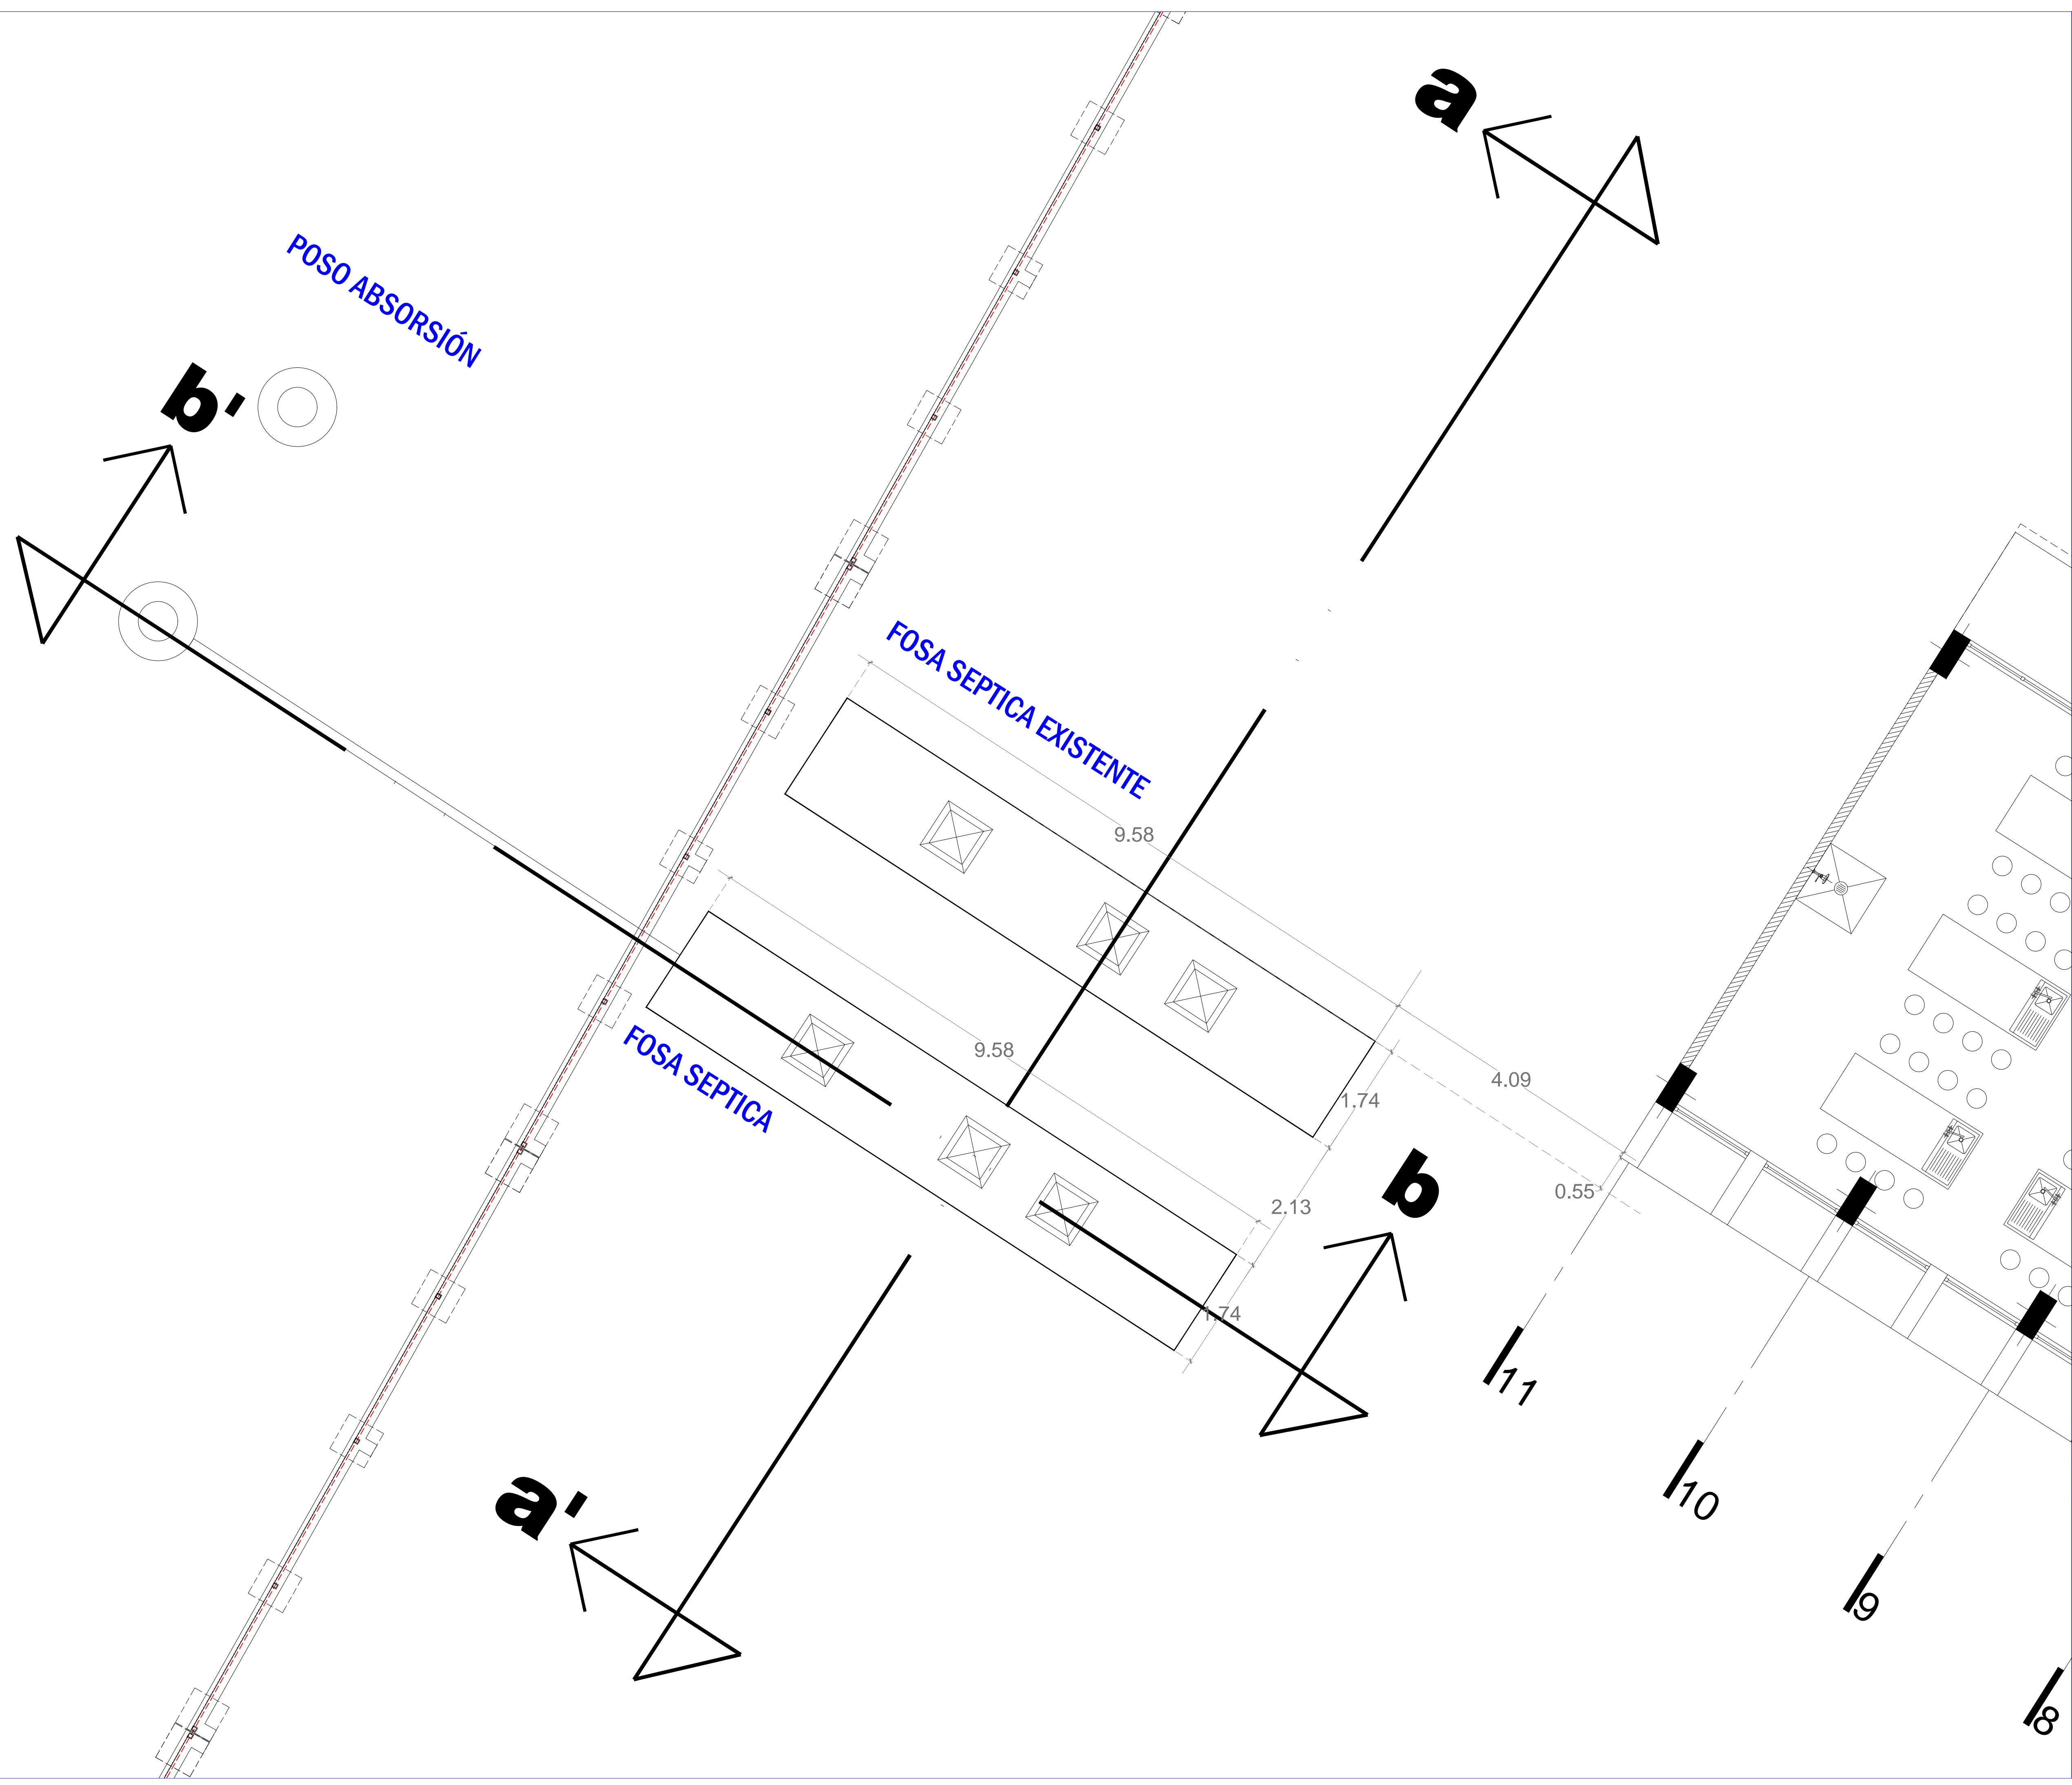 a
POSO ABSORSIÓN
b'
FOSA SEPTICA EXISTENTE
9.58
9.58
FOSA SEPTICA
4.09
1.74
0.55
2.13
b
1.74
11
10
a'
9
8